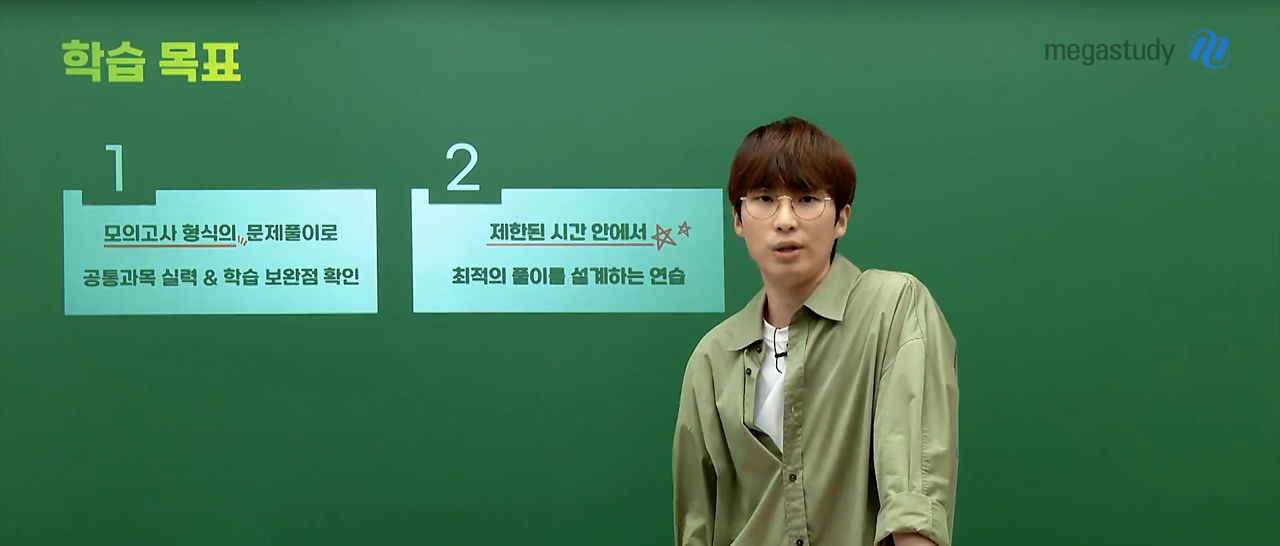 학습 목표
megastudy
1
모의고사 형식의 문제풀이로
공통과목 실력 & 학습 보완점 확인
2
제한된 시간 안에서
최적의 풀이를 설계하는 연습